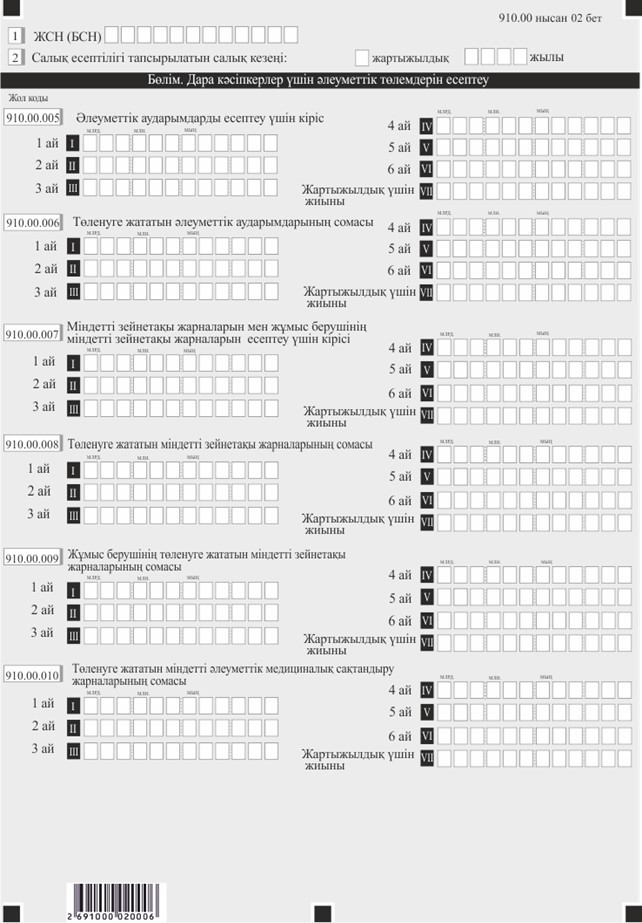 910.00 нысан 02 бет
1 ЖСН (БСН)
2 Салық есептілігі тапсырылатын салық кезеңі: жартыжылдық жылы
Бөлім. Дара кәсіпкерлер үшін әлеуметтік төлемдерін есептеу
Жол коды
910.00.005 Әлеуметтік аударымдарды есептеу үшін кіріс
млрд. млн. мың
1 ай I
2 ай II
3 ай III
млрд. млн. мың
4 ай IV
5 ай V
6 ай VI
Жартыжылдық үшін VII
жиыны
910.00.006 Төленуге жататын әлеуметтік аударымдарының сомасы
млрд. млн. мың
1 ай I
2 ай II
3 ай III
млрд. млн. мың
4 ай IV
5 ай V
6 ай VI
Жартыжылдық үшін VII
жиыны
910.00.007 Міндетті зейнетақы жарналарын мен жұмыс берушінің
міндетті зейнетақы жарналарын есептеу үшін кірісі
млрд. млн. мың
1 ай I
2 ай II
3 ай III
млрд. млн. мың
4 ай IV
5 ай V
6 ай VI
Жартыжылдық үшін VII
жиыны
910.00.008 Төленуге жататын міндетті зейнетақы жарналарының сомасы
млрд. млн. мың
1 ай I
2 ай II
3 ай III
млрд. млн. мың
4 ай IV
5 ай V
6 ай VI
Жартыжылдық үшін VII
жиыны
910.00.009 Жұмыс берушінің төленуге жататын міндетті зейнетақы
жарналарының сомасы
млрд. млн. мың
1 ай I
2 ай II
3 ай III
млрд. млн. мың
4 ай IV
5 ай V
6 ай VI
Жартыжылдық үшін VII
жиыны
910.00.010 Төленуге жататын міндетті әлеуметтік медициналық сақтандыру
жарналарының сомасы
млрд. млн. мың
1 ай I
2 ай II
3 ай III
млрд. млн. мың
4 ай IV
5 ай V
6 ай VI
Жартыжылдық үшін VII
жиыны
2 691000 020006